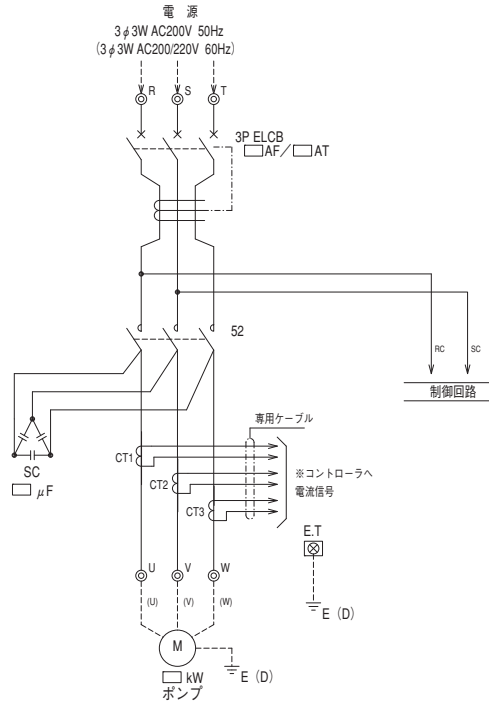 電 源
3φ3W AC200V 50Hz
(3φ3W AC200/220V 60Hz)
R S T
3P ELCB
□AF/□AT
52
RC SC
制御回路
専用ケーブル
CT1
CT2
CT3
※コントローラへ
電流信号
SC
□ μF
E.T
E (D)
U V W
(U) (V) (W)
M
E (D)
□ kW
ポンプ